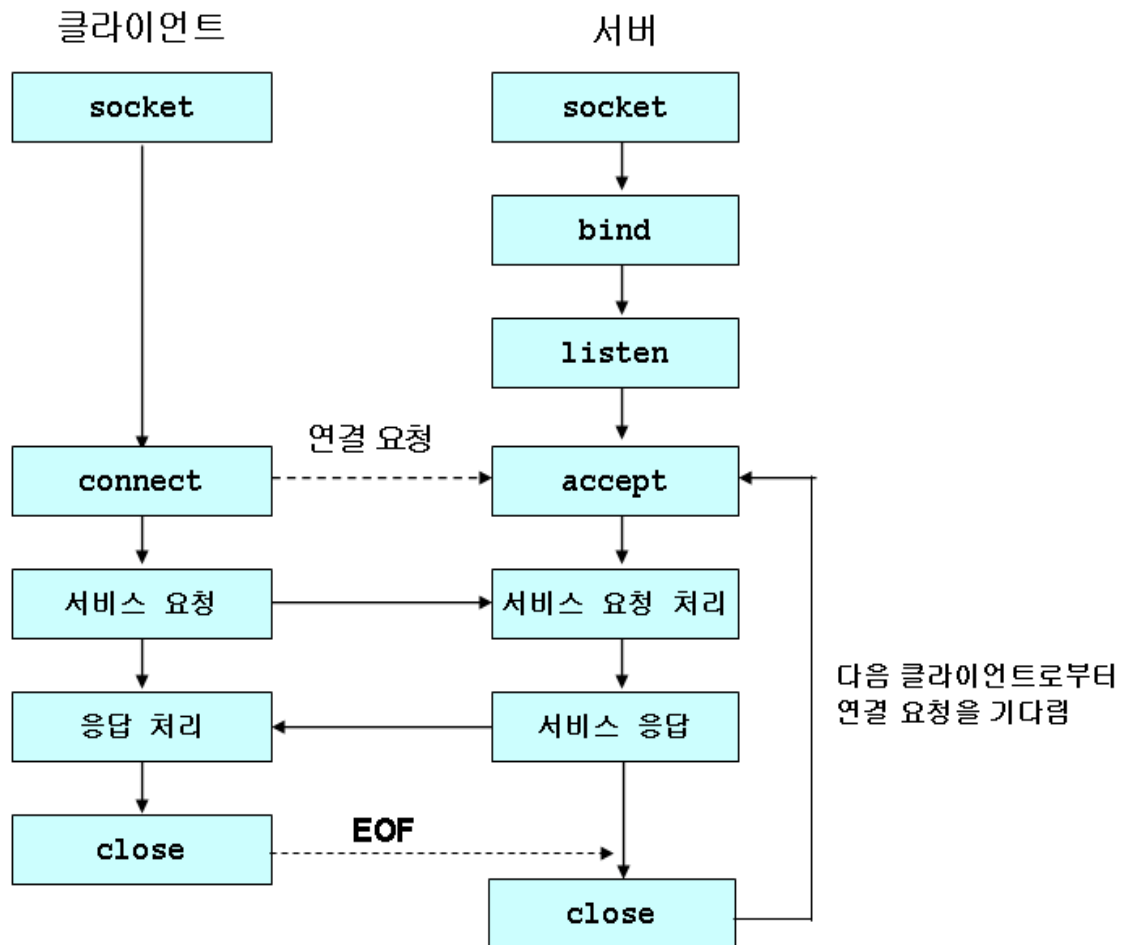 클라이언트
서버
socket
socket
bind
listen
연결 요청
connect
accept
서비스 요청
서비스 요청 처리
다음 클라이언트로부터
연결 요청을 기다림
응답 처리
서비스 응답
EOF
close
close